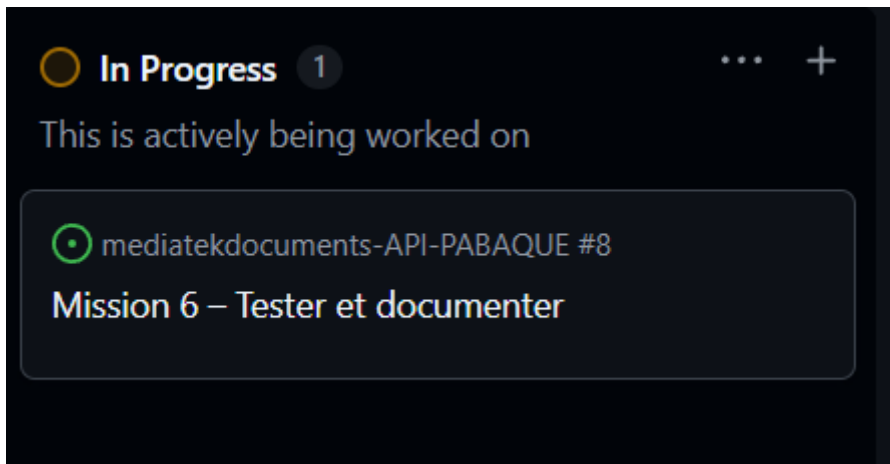 In Progress 1
This is actively being worked on
mediatekdocuments-API-PABAQUE #8
Mission 6 – Tester et documenter